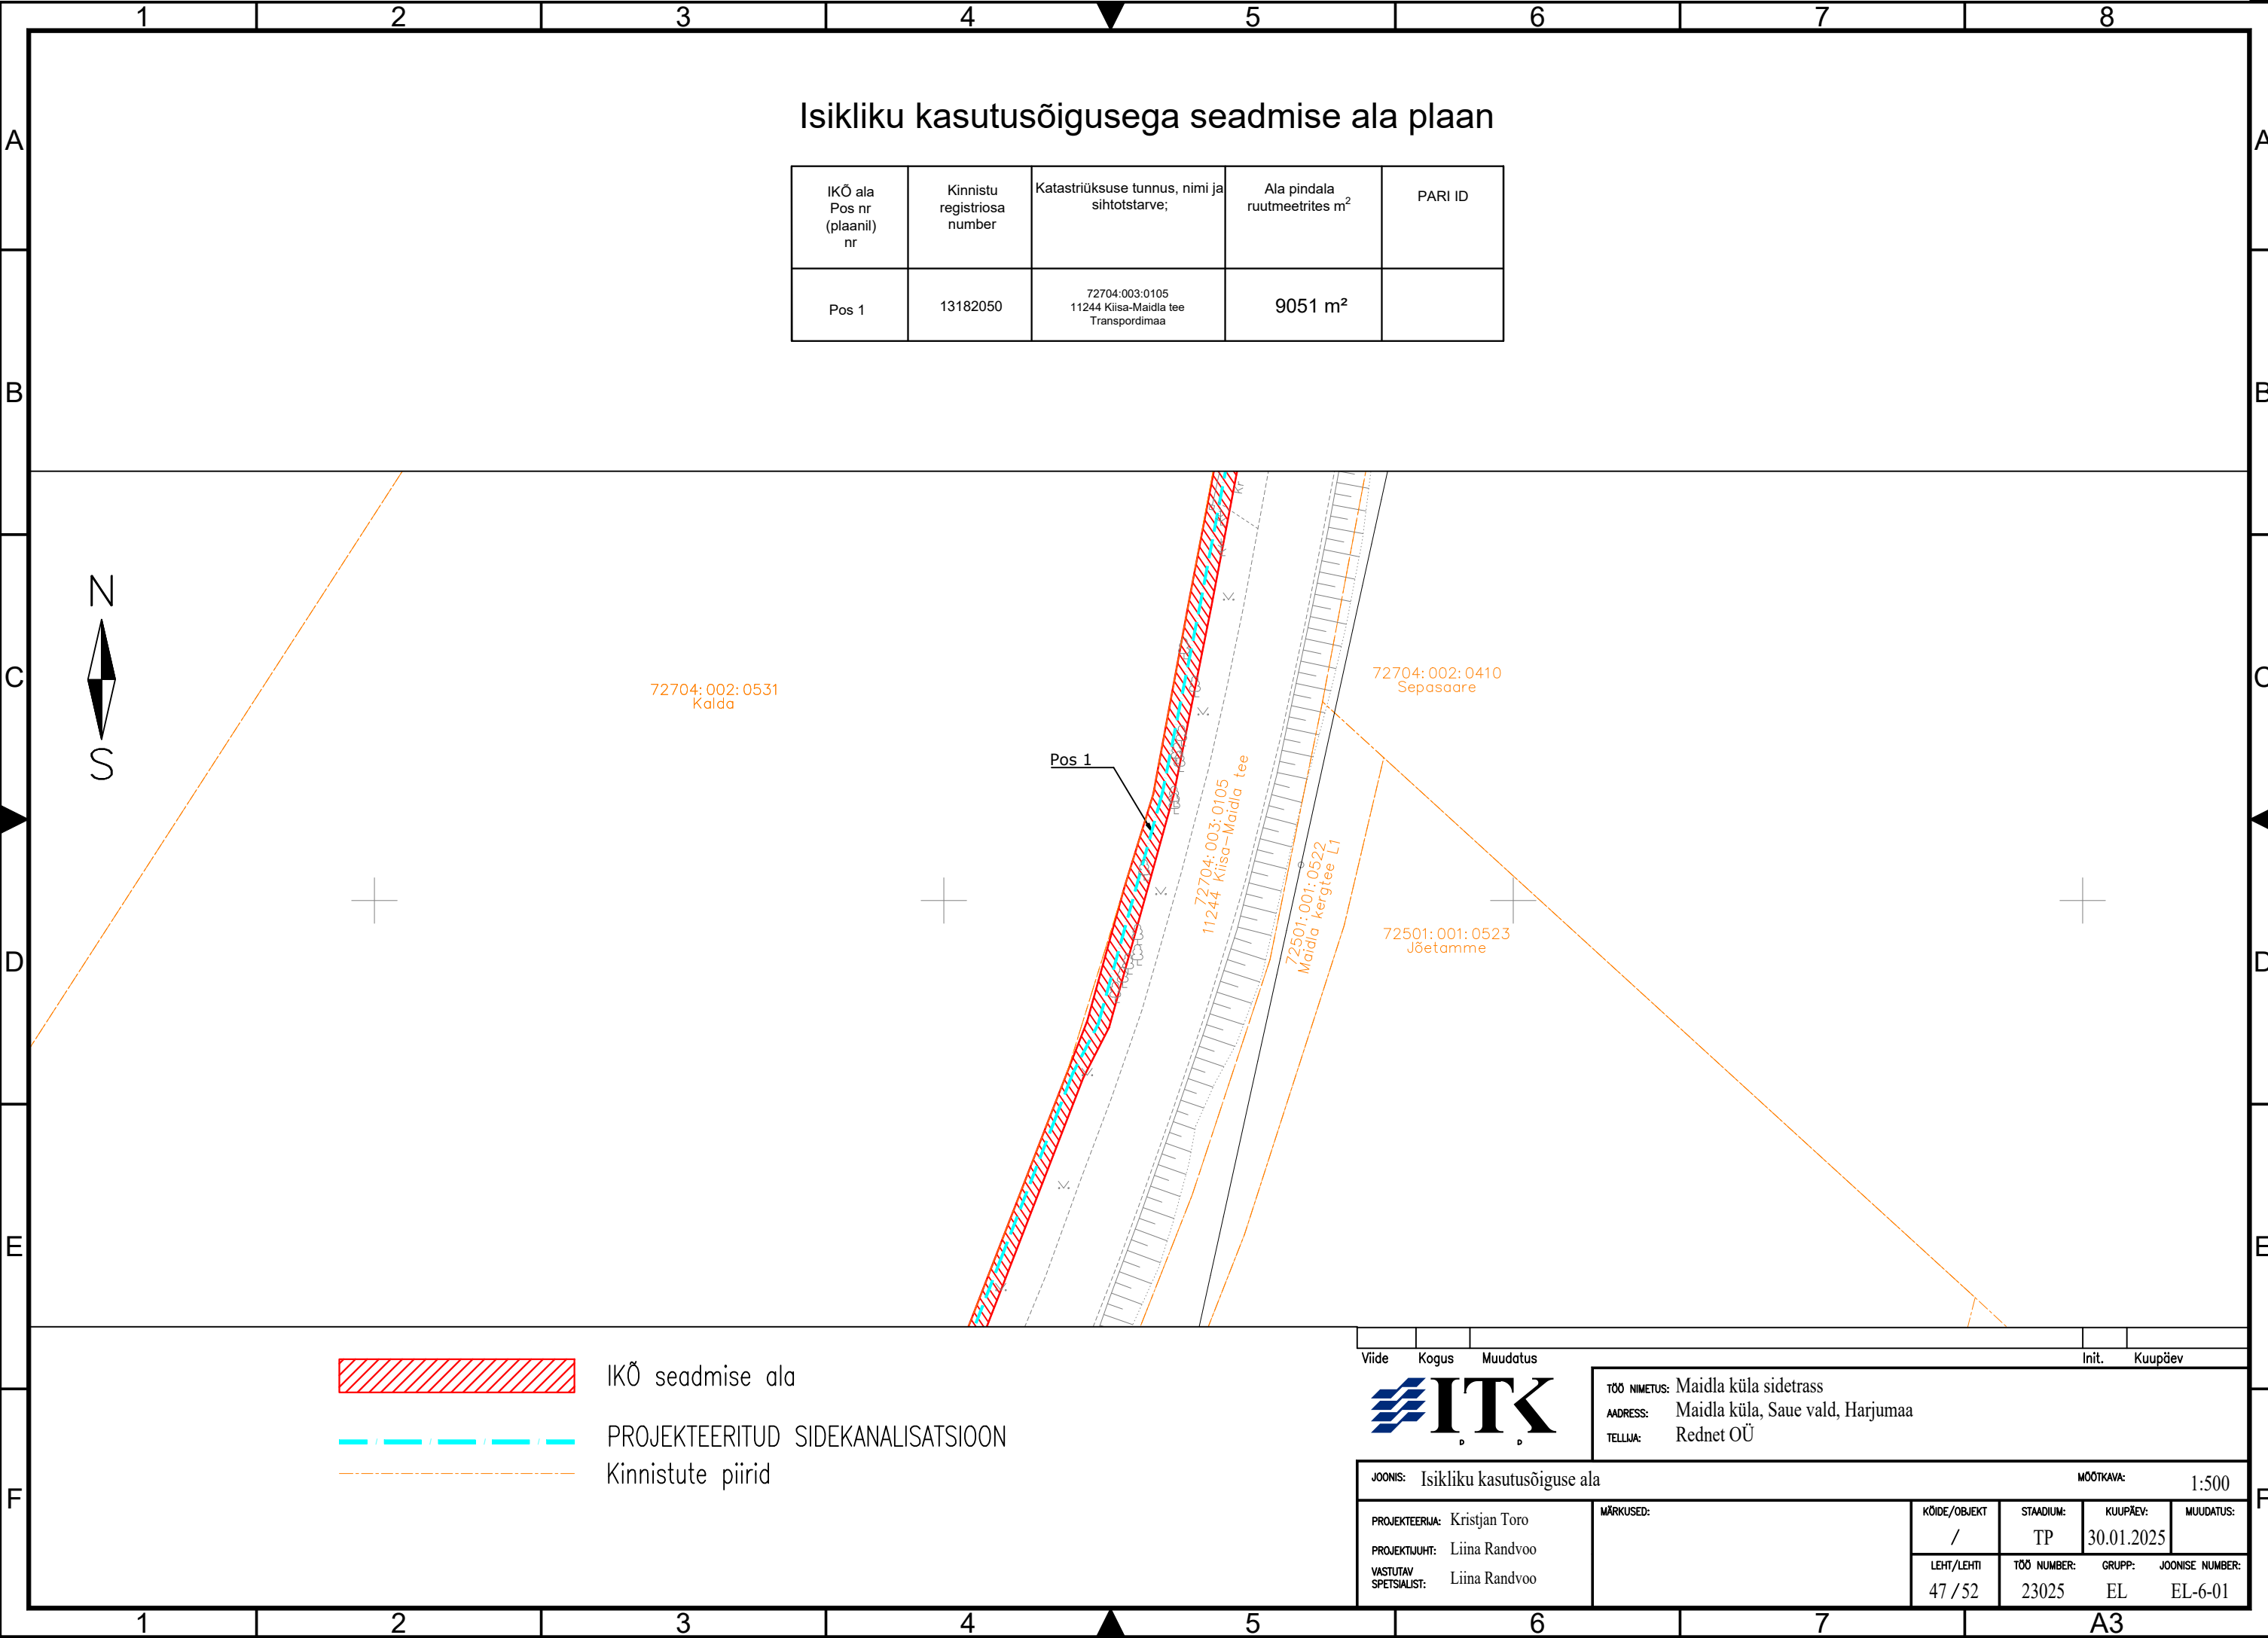 1 2 3 4 5 6 7 8
A A
B B
C C
D D
E E
F F
Isikliku kasutusõigusega seadmise ala plaan
IKÕ ala
Pos nr
(plaanil)
nr
Kinnistu
registriosa
number
Katastriüksuse tunnus, nimi ja
sihtotstarve;
Ala pindala
ruutmeetrites m²
PARI ID
Pos 1
13182050
72704:003:0105
11244 Kiisa-Maidla tee
Transpordimaa
9051 m²
N
S
72704:002:0531
Kalda
Pos 1
72704:003:0105
11244 Kiisa-Maidla tee
72501:001:0522
Maidla kergtee L1
72704:002:0410
Sepasaare
72501:001:0523
Jõetamme
IKÕ seadmise ala
PROJEKTEERITUD SIDEKANALISATSIOON
Kinnistute piirid
Viide Kogus Muudatus Init. Kuupäev
ITK
TÖÖ NIMETUS: Maidla küla sidetrass
AADRESS: Maidla küla, Saue vald, Harjumaa
TELLIJA: Rednet OÜ
JOONIS: Isikliku kasutusõiguse ala
MÕÕTKAVA: 1:500
PROJEKTEERIJA: Kristjan Toro
PROJEKTIJUHT: Liina Randvoo
VASTUTAV
SPETSIALIST: Liina Randvoo
MÄRKUSED:
KÖIDE/OBJEKT STAADIUM: KUUPÄEV: MUUDATUS:
/ TP 30.01.2025
LEHT/LEHTI TÖÖ NUMBER: GRUPP: JOONISE NUMBER:
47 / 52 23025 EL EL-6-01
1 2 3 4 5 6 7 A3